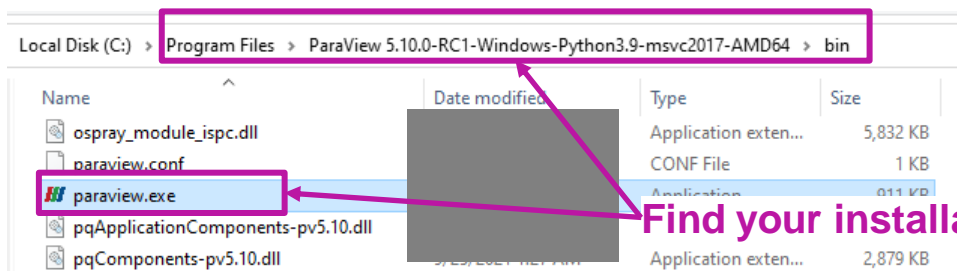 Local Disk (C:) > Program Files > ParaView 5.10.0-RC1-Windows-Python3.9-msvc2017-AMD64 > bin
Name Date modified Type Size
ospray_module_ispc.dll Application exten... 5,832 KB
paraview.conf CONF File 1 KB
paraview.exe Application 911 KB
Find your installa
pqApplicationComponents-pv5.10.dll
pqComponents-pv5.10.dll Application exten... 2,879 KB